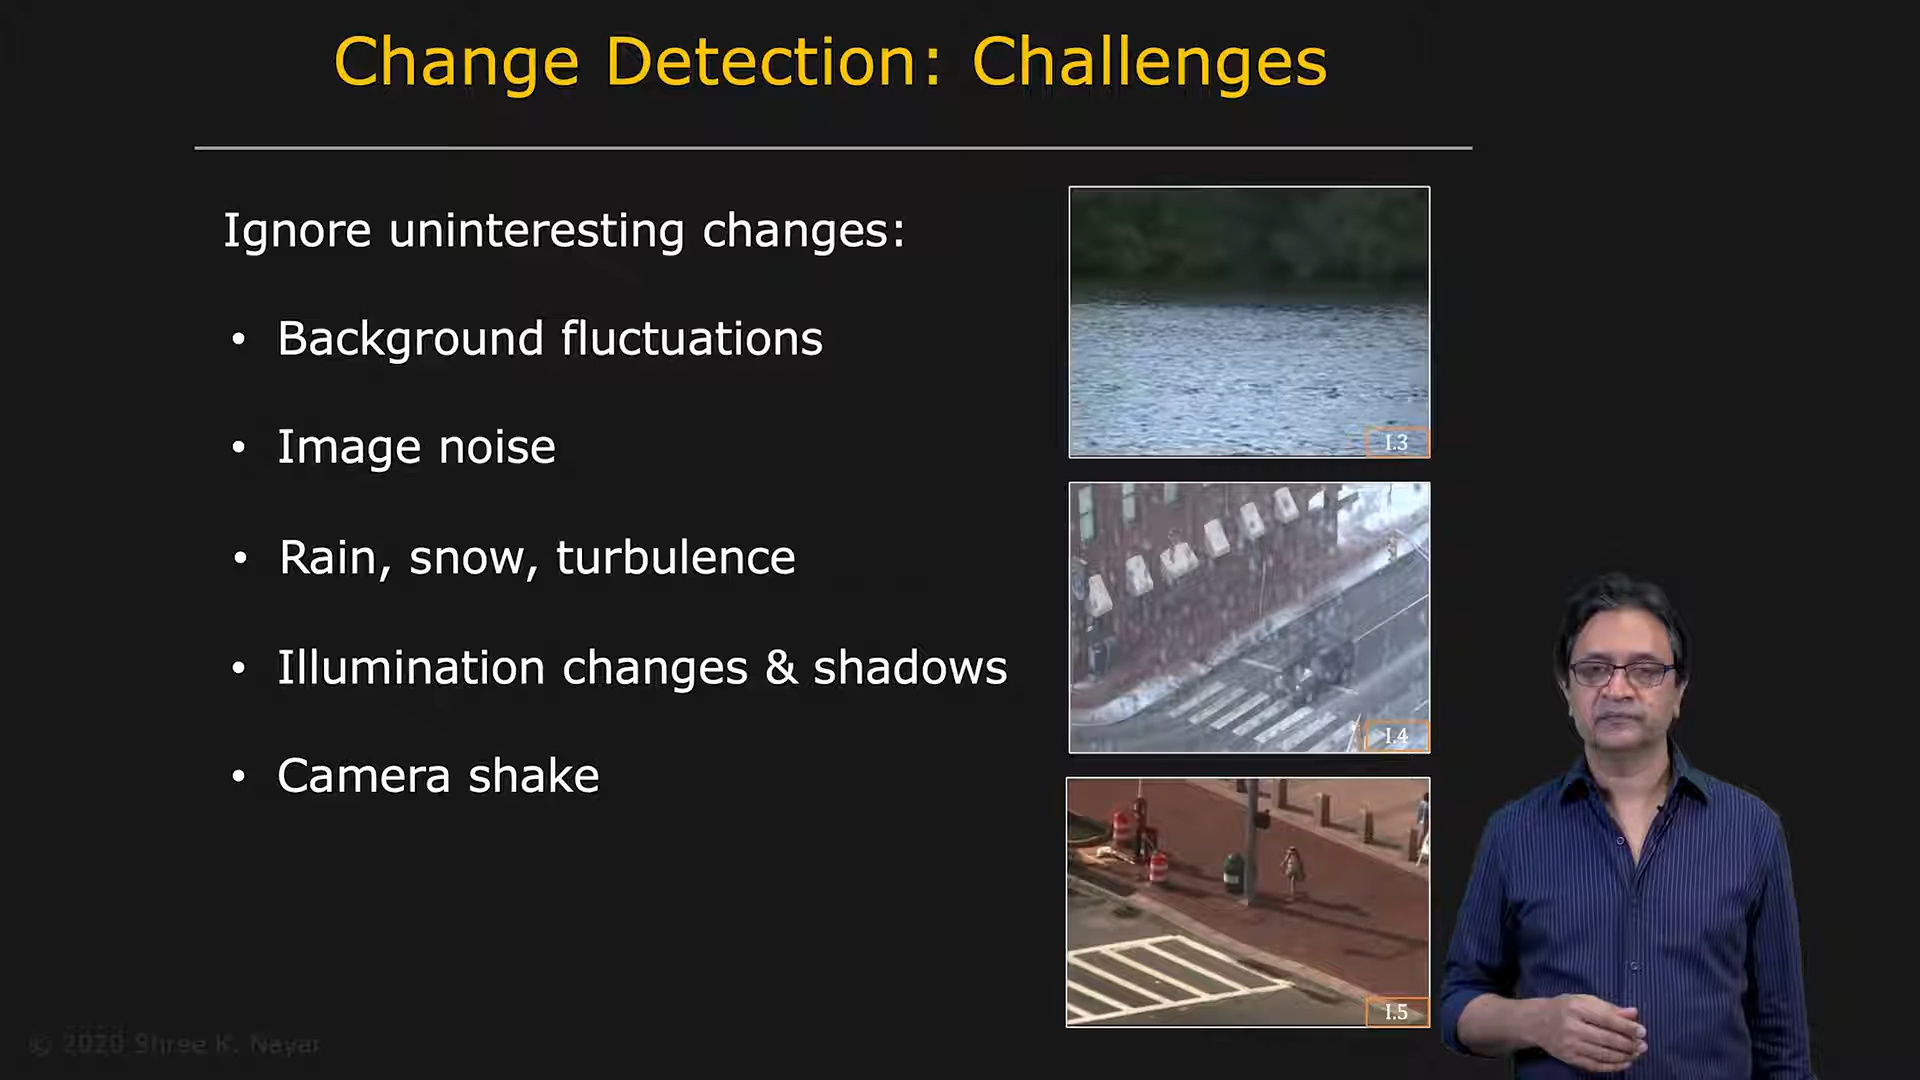 Change Detection: Challenges
Ignore uninteresting changes:
• Background fluctuations
• Image noise
• Rain, snow, turbulence
• Illumination changes & shadows
• Camera shake
I.3
I.4
I.5
© 2020 Shree K. Nayar